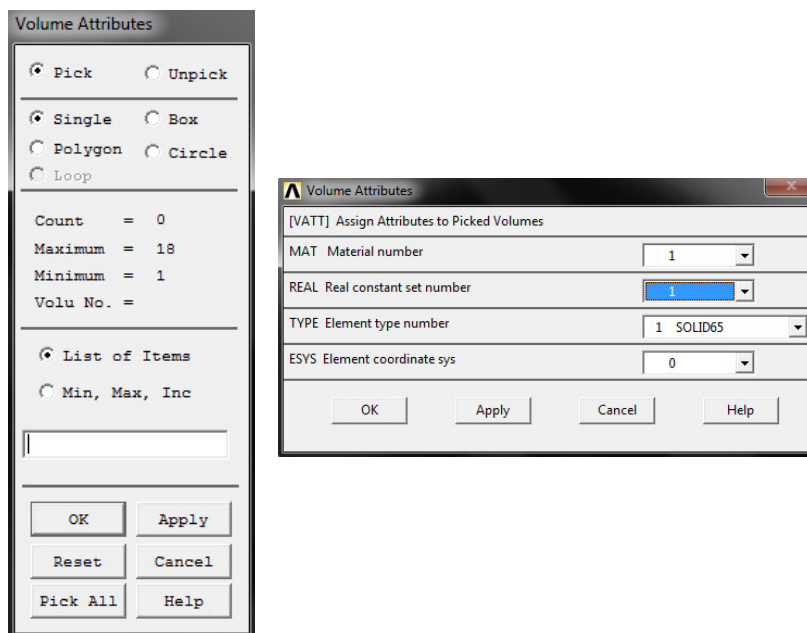 Volume Attributes
Pick Unpick
Single Box
Polygon Circle
Loop
Count = 0
Maximum = 18
Minimum = 1
Volu No. =
List of Items
Min, Max, Inc
OK Apply
Reset Cancel
Pick All Help
Volume Attributes
[VATT] Assign Attributes to Picked Volumes
MAT Material number 1
REAL Real constant set number 1
TYPE Element type number 1 SOLID65
ESYS Element coordinate sys 0
OK Apply Cancel Help